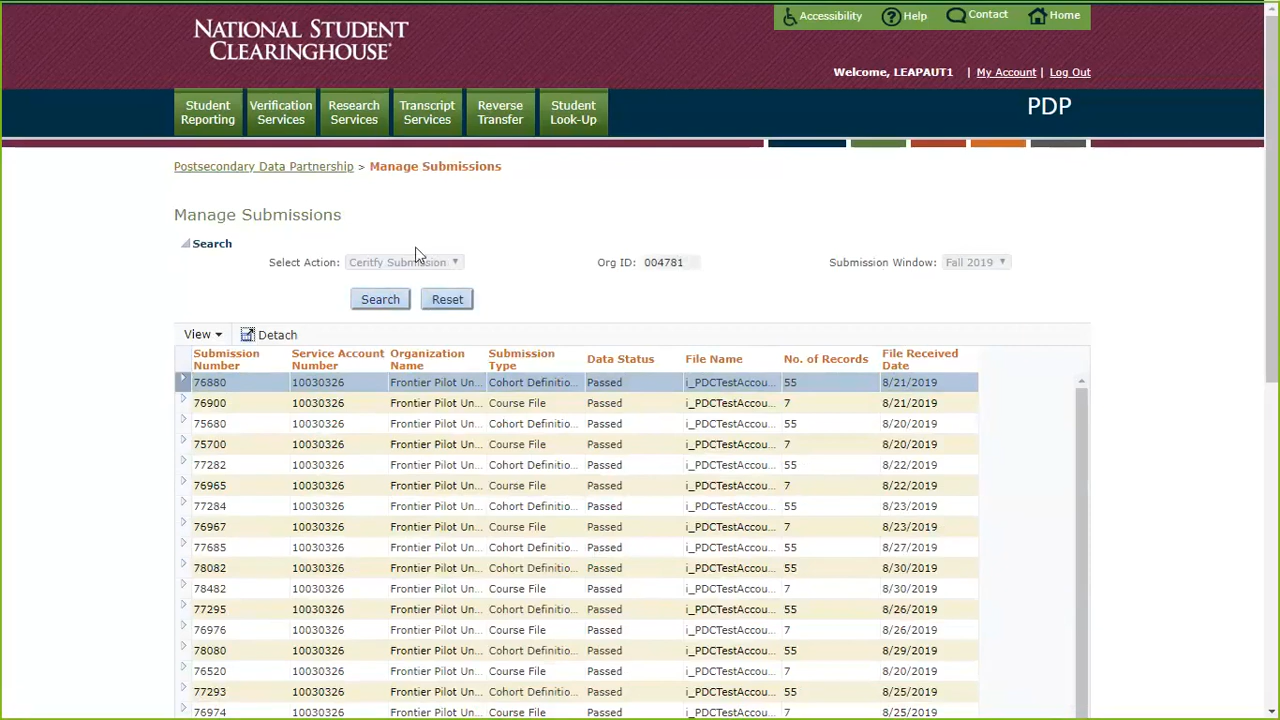 NATIONAL STUDENT
CLEARINGHOUSE®
Accessibility Help Contact Home
Welcome, LEAPAUT1 | My Account | Log Out
Student Reporting Verification Services Research Services Transcript Services Reverse Transfer Student Look-Up
PDP
Postsecondary Data Partnership > Manage Submissions
Manage Submissions
Search
Select Action: Ceritfy Submission Org ID: 004781 Submission Window: Fall 2019
Search Reset
View Detach
Submission Number Service Account Number Organization Name Submission Type Data Status File Name No. of Records File Received Date
76880 10030326 Frontier Pilot Un... Cohort Definitio... Passed i_PDCTestAccou... 55 8/21/2019
76900 10030326 Frontier Pilot Un... Course File Passed i_PDCTestAccou... 7 8/21/2019
75680 10030326 Frontier Pilot Un... Cohort Definitio... Passed i_PDCTestAccou... 55 8/20/2019
75700 10030326 Frontier Pilot Un... Course File Passed i_PDCTestAccou... 7 8/20/2019
77282 10030326 Frontier Pilot Un... Cohort Definitio... Passed i_PDCTestAccou... 55 8/22/2019
76965 10030326 Frontier Pilot Un... Course File Passed i_PDCTestAccou... 7 8/22/2019
77284 10030326 Frontier Pilot Un... Cohort Definitio... Passed i_PDCTestAccou... 55 8/23/2019
76967 10030326 Frontier Pilot Un... Course File Passed i_PDCTestAccou... 7 8/23/2019
77685 10030326 Frontier Pilot Un... Cohort Definitio... Passed i_PDCTestAccou... 55 8/27/2019
78082 10030326 Frontier Pilot Un... Cohort Definitio... Passed i_PDCTestAccou... 55 8/30/2019
78482 10030326 Frontier Pilot Un... Course File Passed i_PDCTestAccou... 7 8/30/2019
77295 10030326 Frontier Pilot Un... Cohort Definitio... Passed i_PDCTestAccou... 55 8/26/2019
76976 10030326 Frontier Pilot Un... Course File Passed i_PDCTestAccou... 7 8/26/2019
78080 10030326 Frontier Pilot Un... Cohort Definitio... Passed i_PDCTestAccou... 55 8/29/2019
76520 10030326 Frontier Pilot Un... Course File Passed i_PDCTestAccou... 7 8/20/2019
77293 10030326 Frontier Pilot Un... Cohort Definitio... Passed i_PDCTestAccou... 55 8/25/2019
76974 10030326 Frontier Pilot Un... Course File Passed i_PDCTestAccou... 7 8/25/2019